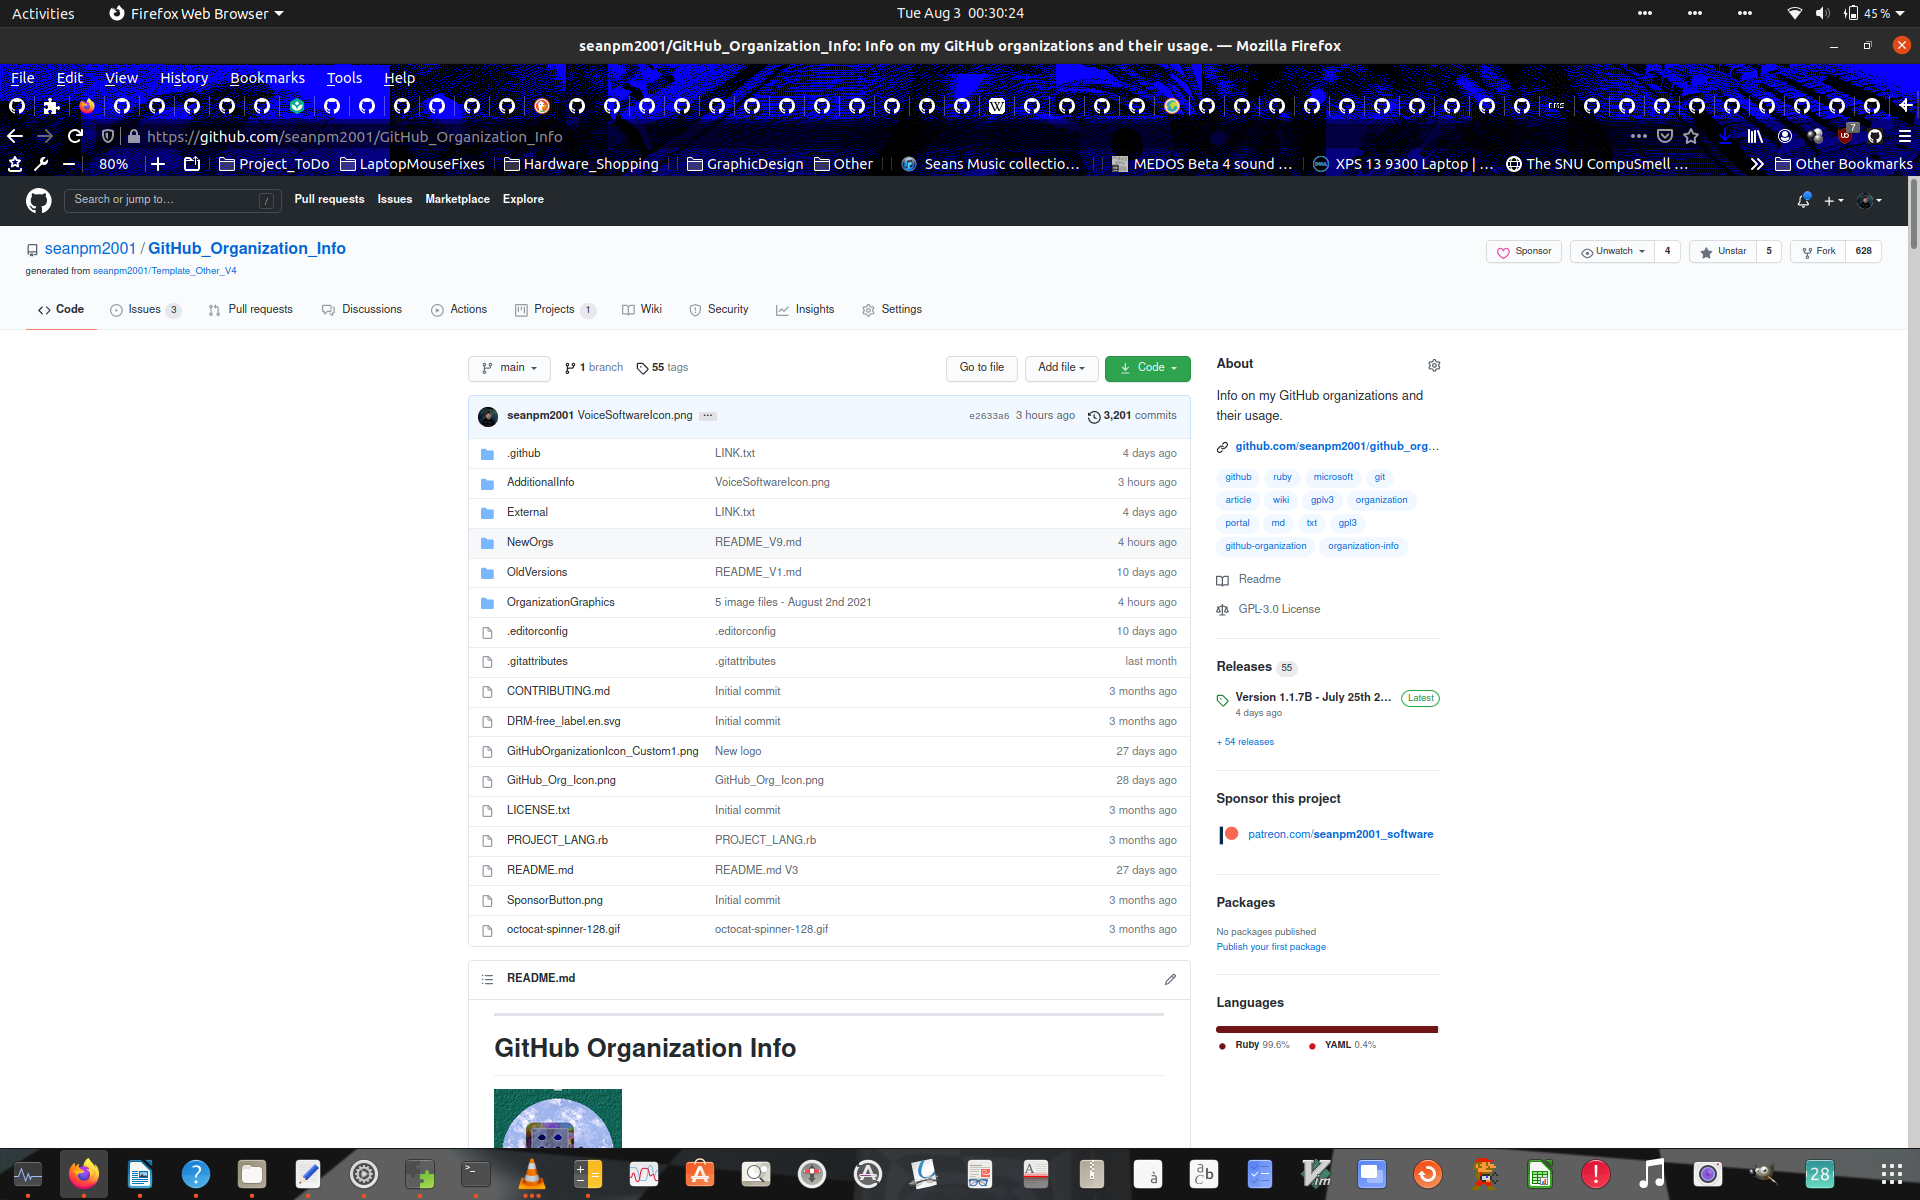 Activities Firefox Web Browser Tue Aug 3 00:30:24 45 %
seanpm2001/GitHub_Organization_Info: Info on my GitHub organizations and their usage. — Mozilla Firefox
File Edit View History Bookmarks Tools Help
https://github.com/seanpm2001/GitHub_Organization_Info 7
80% Project_ToDo LaptopMouseFixes Hardware_Shopping GraphicDesign Other Seans Music collectio... MEDOS Beta 4 sound ... XPS 13 9300 Laptop | ... The SNU CompuSmell ... Other Bookmarks
Search or jump to... / Pull requests Issues Marketplace Explore
seanpm2001 / GitHub_Organization_Info Sponsor Unwatch 4 Unstar 5 Fork 628
generated from seanpm2001/Template_Other_V4
Code Issues 3 Pull requests Discussions Actions Projects 1 Wiki Security Insights Settings
main 1 branch 55 tags Go to file Add file Code
seanpm2001 VoiceSoftwareIcon.png ... e2633a6 3 hours ago 3,201 commits
.github LINK.txt 4 days ago
AdditionalInfo VoiceSoftwareIcon.png 3 hours ago
External LINK.txt 4 days ago
NewOrgs README_V9.md 4 hours ago
OldVersions README_V1.md 10 days ago
OrganizationGraphics 5 image files - August 2nd 2021 4 hours ago
.editorconfig .editorconfig 10 days ago
.gitattributes .gitattributes last month
CONTRIBUTING.md Initial commit 3 months ago
DRM-free_label.en.svg Initial commit 3 months ago
GitHubOrganizationIcon_Custom1.png New logo 27 days ago
GitHub_Org_Icon.png GitHub_Org_Icon.png 28 days ago
LICENSE.txt Initial commit 3 months ago
PROJECT_LANG.rb PROJECT_LANG.rb 3 months ago
README.md README.md V3 27 days ago
SponsorButton.png Initial commit 3 months ago
octocat-spinner-128.gif octocat-spinner-128.gif 3 months ago
README.md
GitHub Organization Info
About
Info on my GitHub organizations and
their usage.
github.com/seanpm2001/github_org...
github ruby microsoft git
article wiki gplv3 organization
portal md txt gpl3
github-organization organization-info
Readme
GPL-3.0 License
Releases 55
Version 1.1.7B - July 25th 2... Latest
4 days ago
+ 54 releases
Sponsor this project
patreon.com/seanpm2001_software
Packages
No packages published
Publish your first package
Languages
Ruby 99.6% YAML 0.4%
28